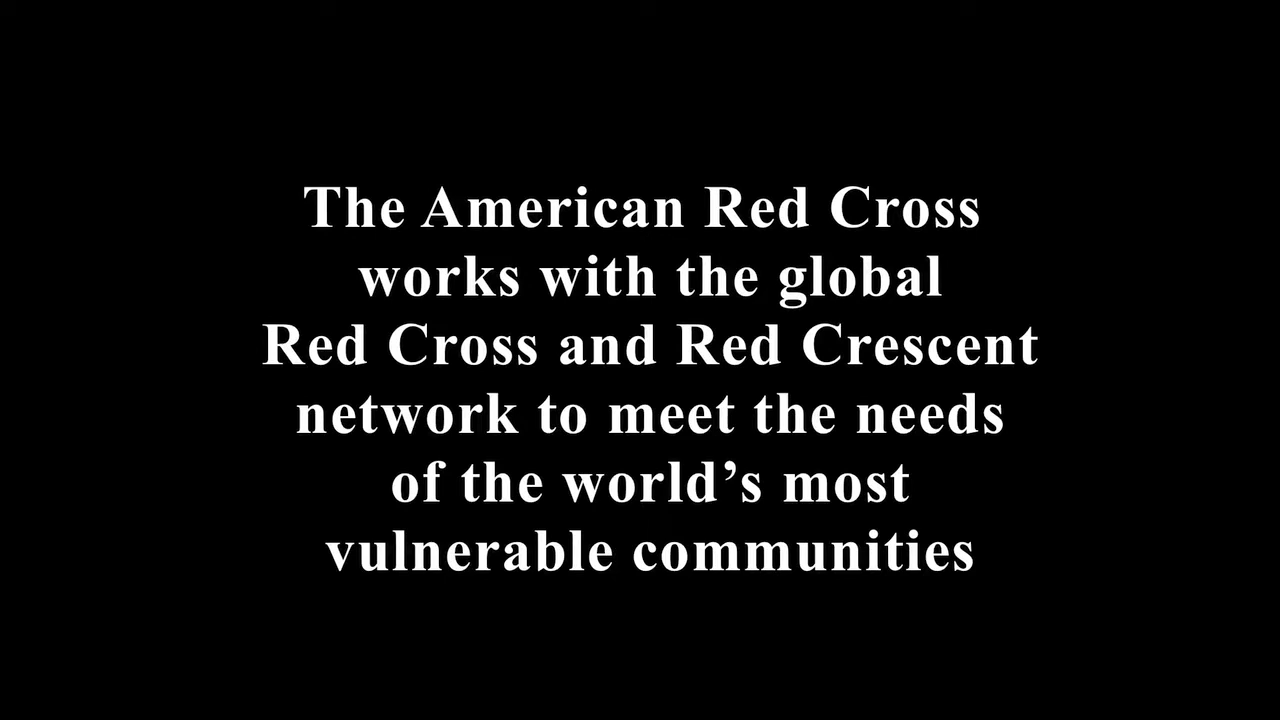 The American Red Cross
works with the global
Red Cross and Red Crescent
network to meet the needs
of the world’s most
vulnerable communities